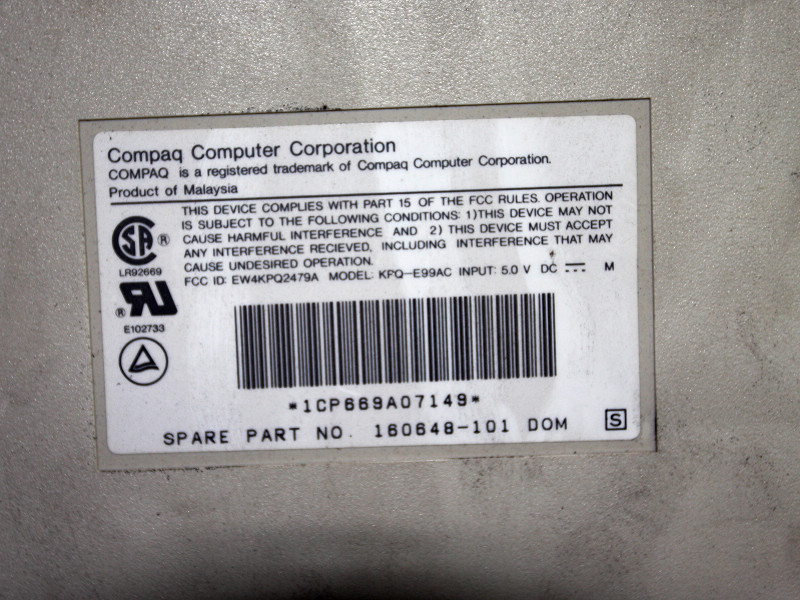 Compaq Computer Corporation
COMPAQ is a registered trademark of Compaq Computer Corporation.
Product of Malaysia
THIS DEVICE COMPLIES WITH PART 15 OF THE FCC RULES. OPERATION
IS SUBJECT TO THE FOLLOWING CONDITIONS: 1) THIS DEVICE MAY NOT
CAUSE HARMFUL INTERFERENCE AND 2) THIS DEVICE MUST ACCEPT
ANY INTERFERENCE RECIEVED, INCLUDING INTERFERENCE THAT MAY
CAUSE UNDESIRED OPERATION.
FCC ID: EW4KPQ2479A MODEL: KPQ-E99AC INPUT: 5.0 V DC M
SA ®
LR92669
® RU
E102733
*1CP669A07149*
SPARE PART NO. 160648-101 DOM S